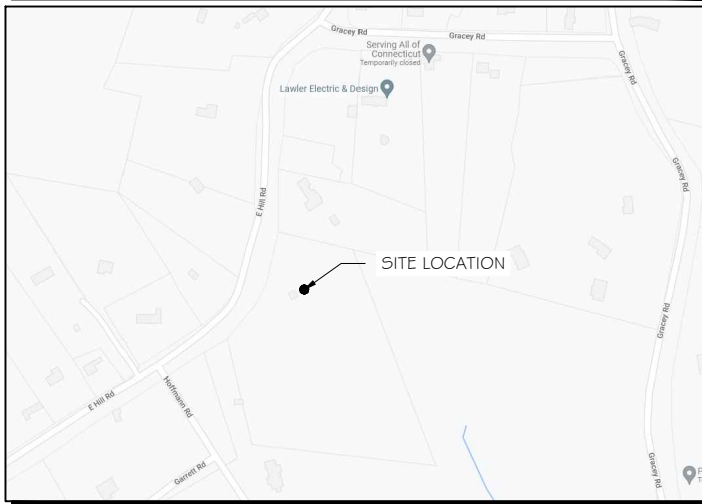 Gracey Rd
Gracey Rd
Serving All of
Connecticut
Temporarily closed
Gracey Rd
Lawler Electric & Design
Gracey Rd
E Hill Rd
SITE LOCATION
Gracey Rd
E Hill Rd
Hoffmann Rd
Garrett Rd
Gracey Rd